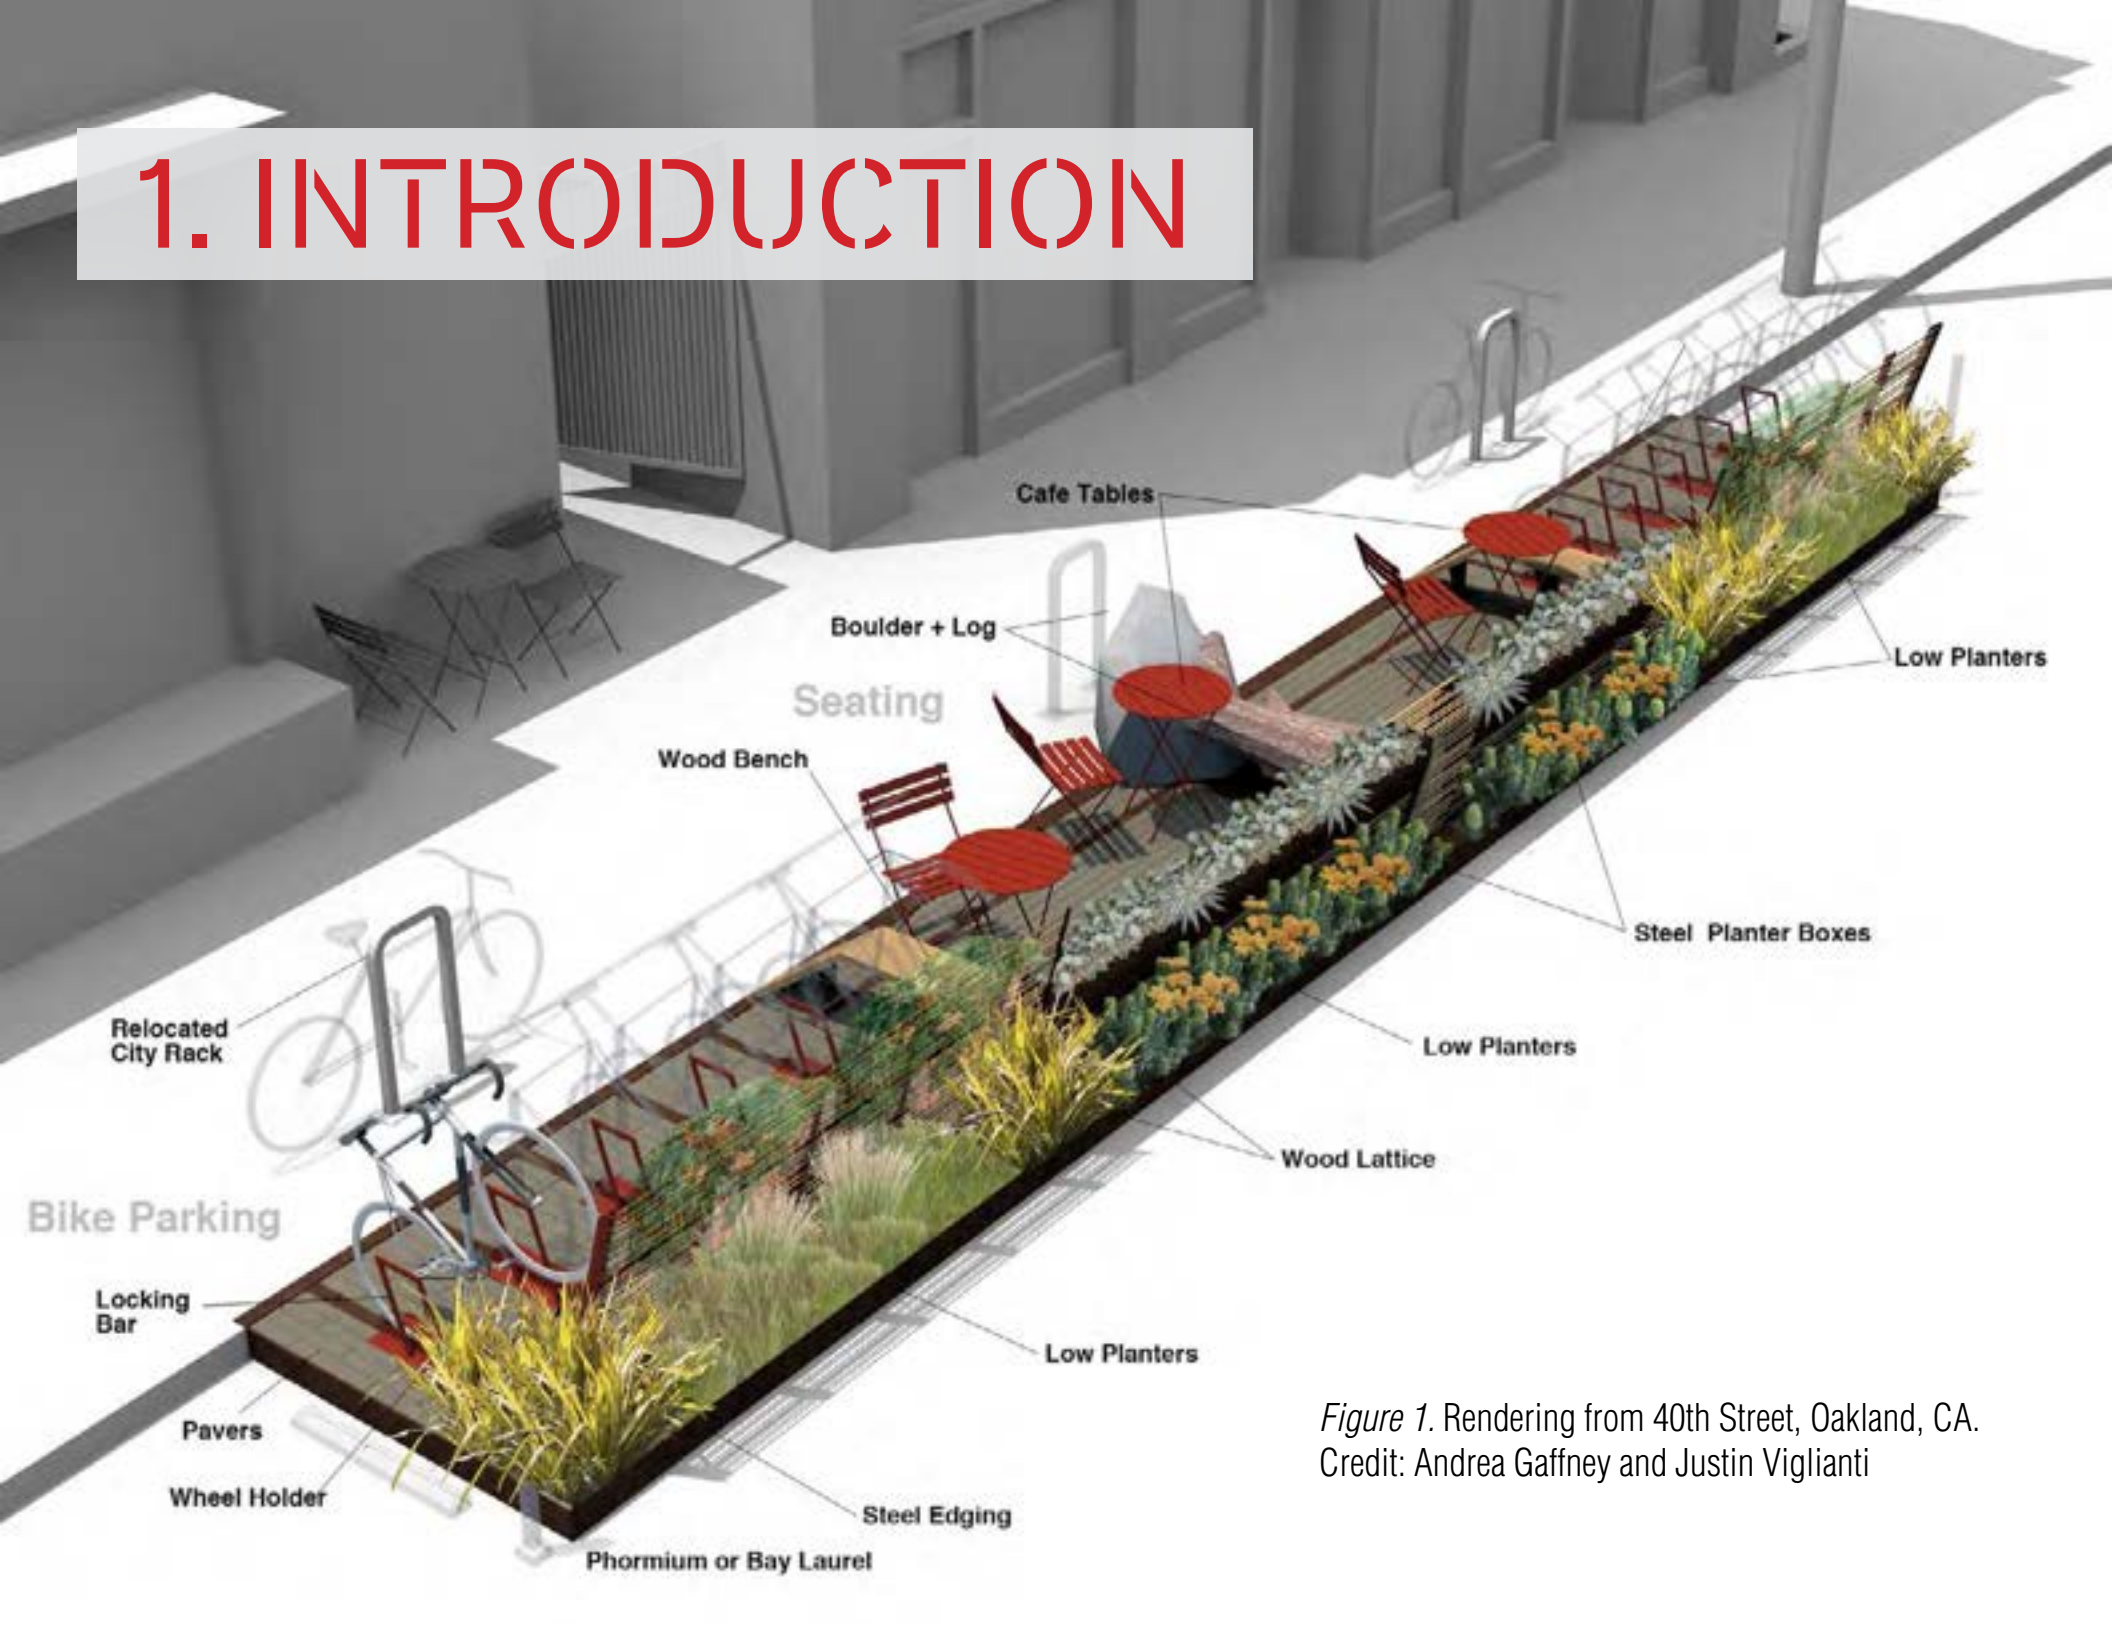 1. INTRODUCTION
Cafe Tables
Boulder + Log
Low Planters
Seating
Wood Bench
Steel Planter Boxes
Relocated
City Rack
Low Planters
Wood Lattice
Bike Parking
Locking
Bar
Low Planters
Pavers
Figure 1. Rendering from 40th Street, Oakland, CA.
Credit: Andrea Gaffney and Justin Viglianti
Wheel Holder
Steel Edging
Phormium or Bay Laurel